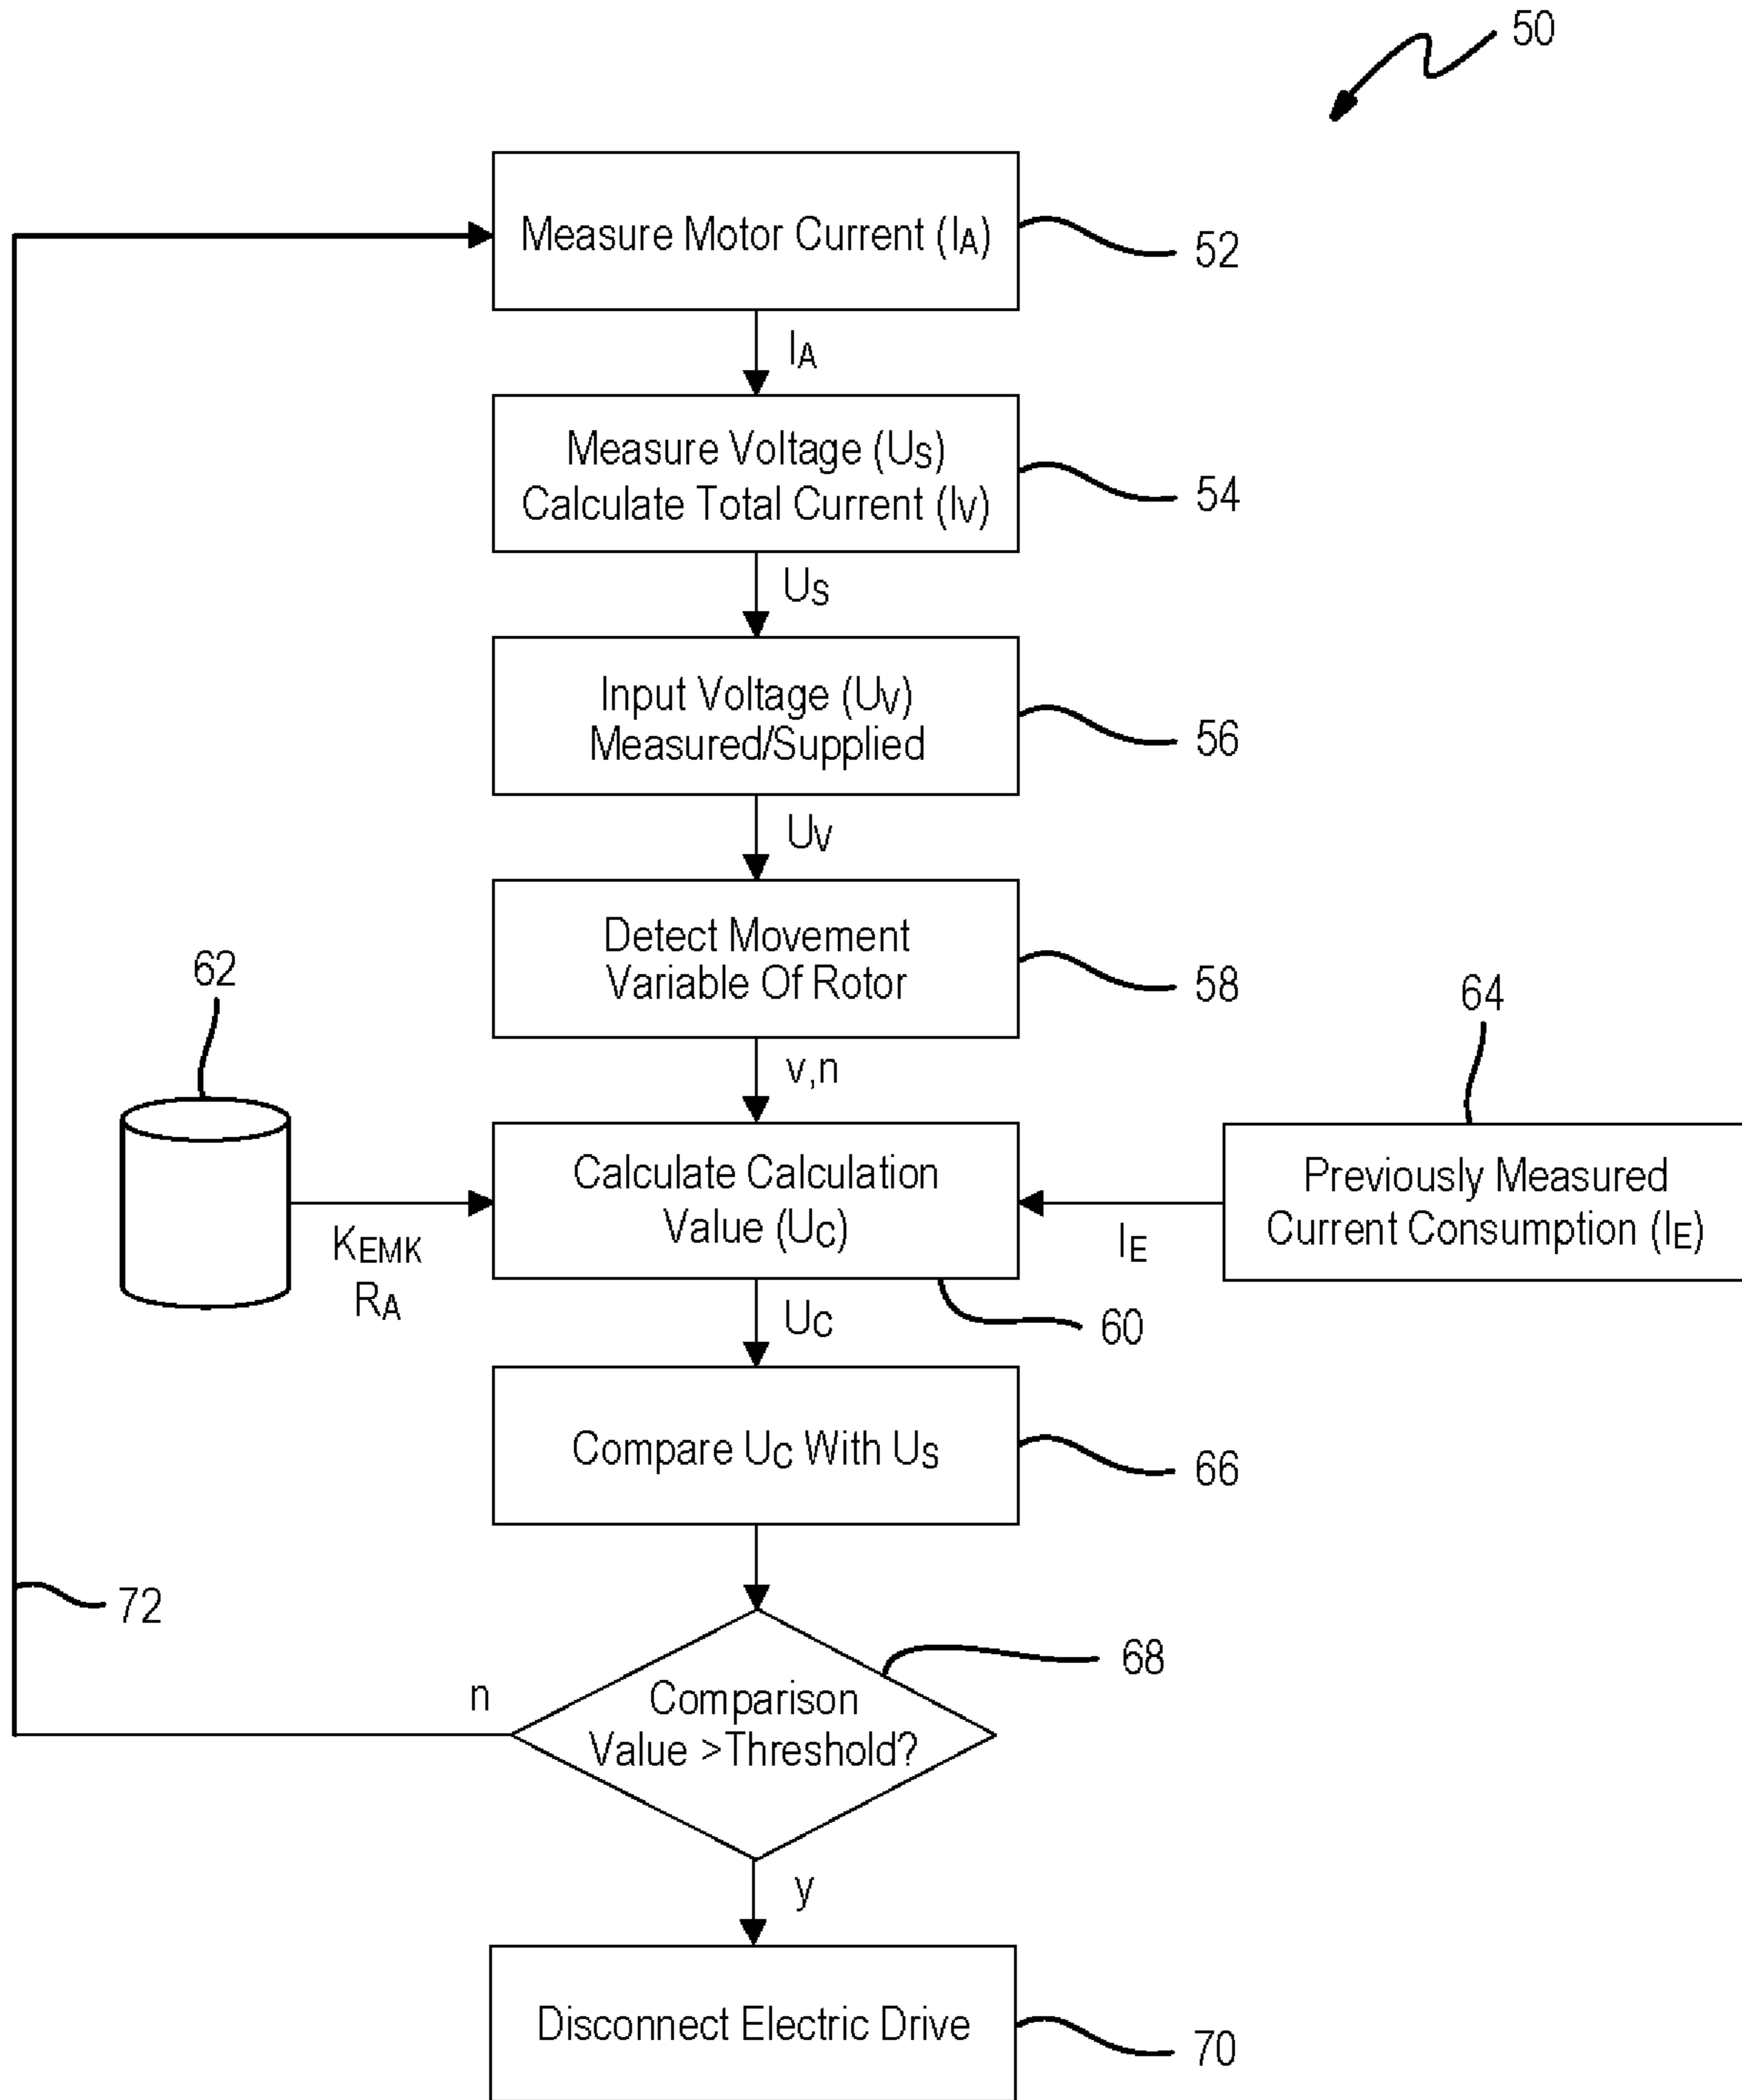 50
Measure Motor Current (IA)
52
IA
Measure Voltage (US)
Calculate Total Current (IV)
54
US
Input Voltage (UV)
Measured/Supplied
56
UV
Detect Movement
Variable Of Rotor
58
62
64
v,n
Calculate Calculation
Value (UC)
Previously Measured
Current Consumption (IE)
KEMK
RA
IE
60
UC
Compare UC With US
66
72
68
n
Comparison
Value >Threshold?
y
Disconnect Electric Drive
70